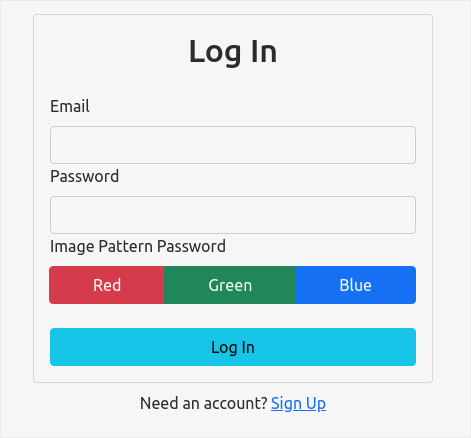 Log In
Email
Password
Image Pattern Password
Red Green Blue
Log In
Need an account? Sign Up